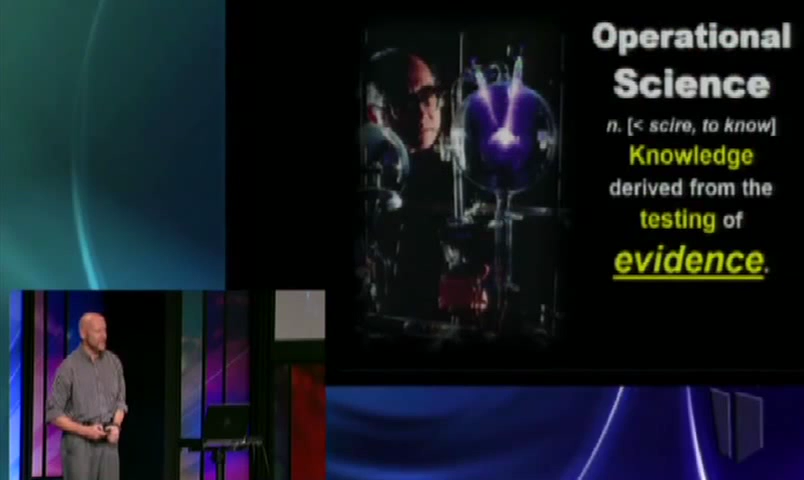 Operational
Science
n. [< scire, to know]
Knowledge
derived from the
testing of
evidence.